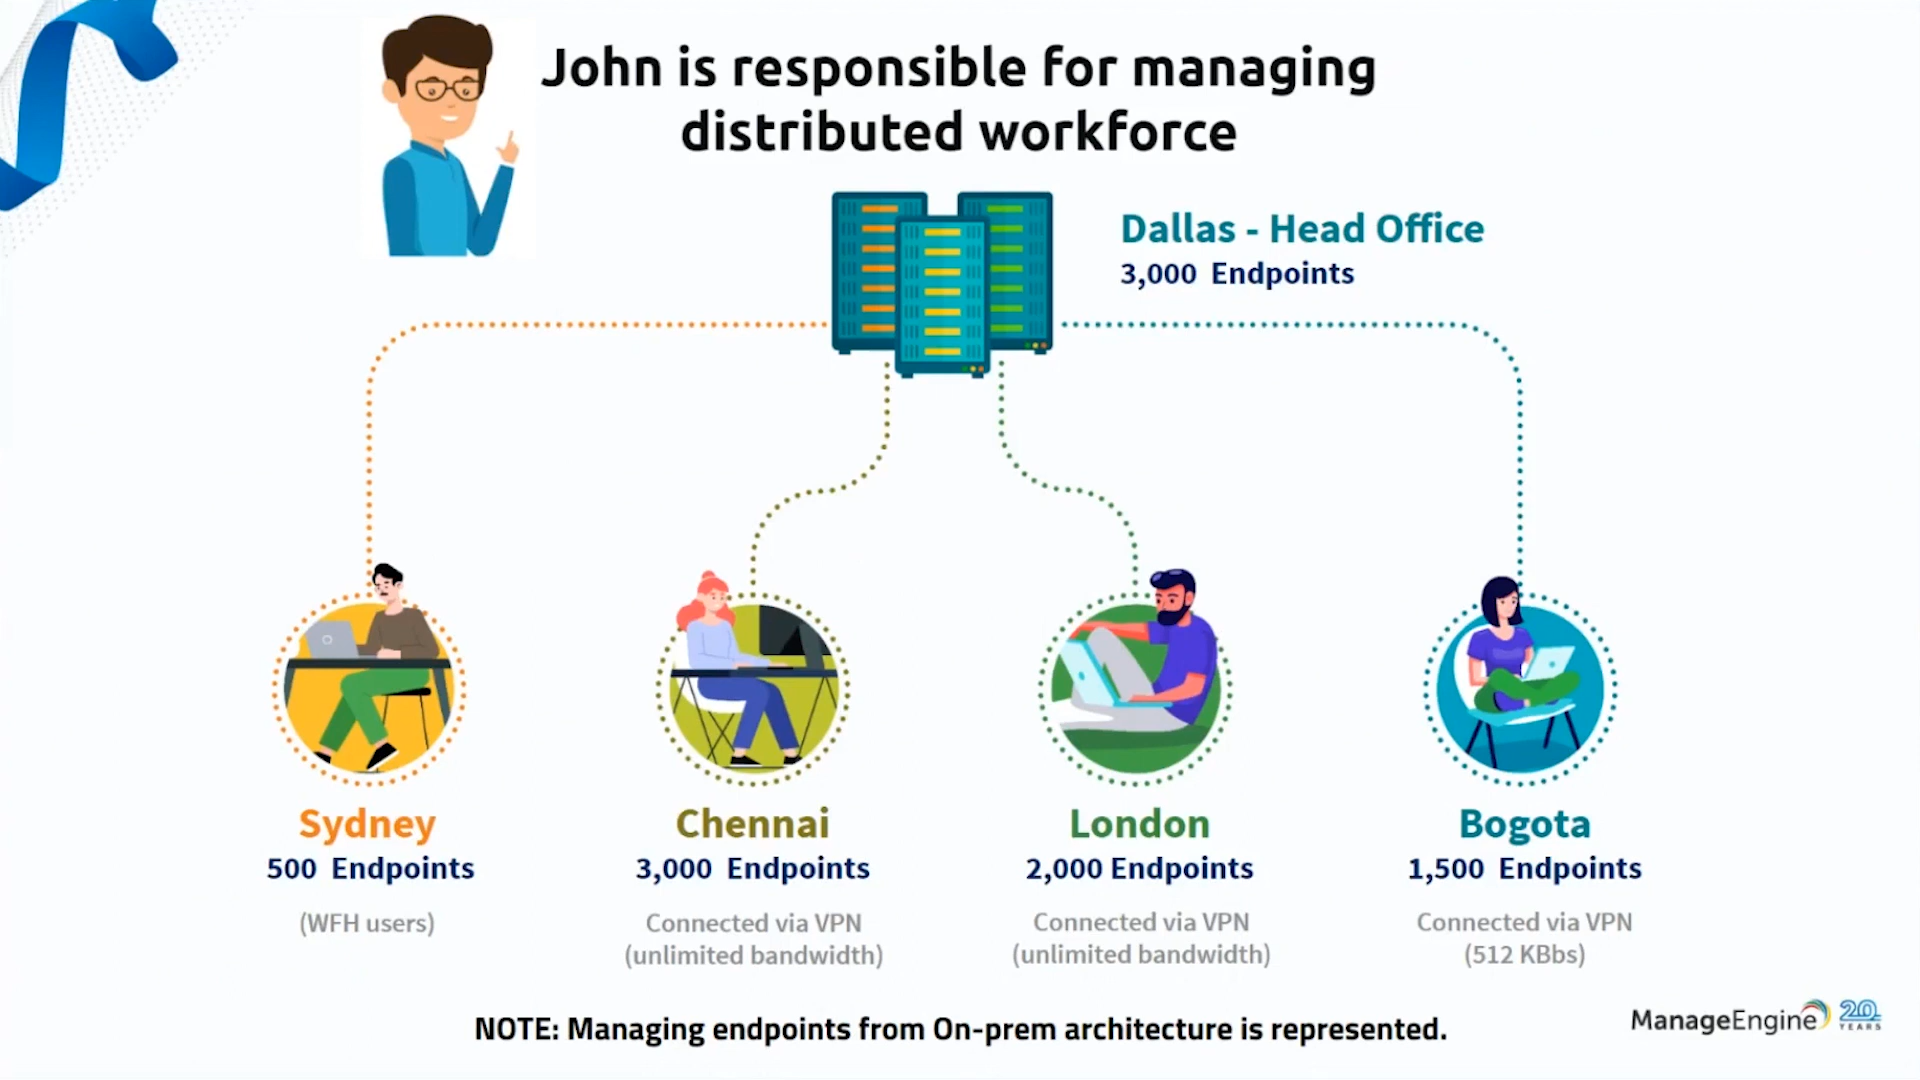 John is responsible for managing
distributed workforce
Dallas - Head Office
3,000 Endpoints
Sydney
500 Endpoints
(WFH users)
Chennai
3,000 Endpoints
Connected via VPN
(unlimited bandwidth)
London
2,000 Endpoints
Connected via VPN
(unlimited bandwidth)
Bogota
1,500 Endpoints
Connected via VPN
(512 KBbs)
NOTE: Managing endpoints from On-prem architecture is represented.
ManageEngine
20
YEARS